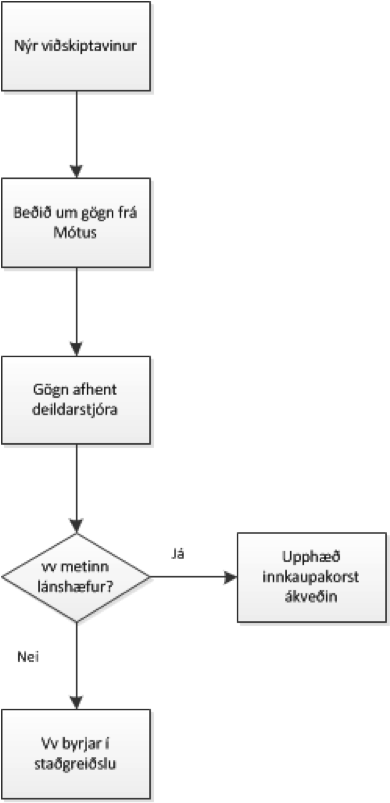 Nýr viðskiptavinur
Beðið um gögn frá
Mótus
Gögn afhent
deildarstjóra
vv metinn
lánshæfur?
Já
Upphæð
innkaupakorst
ákveðin
Nei
Vv byrjar í
staðgreiðslu